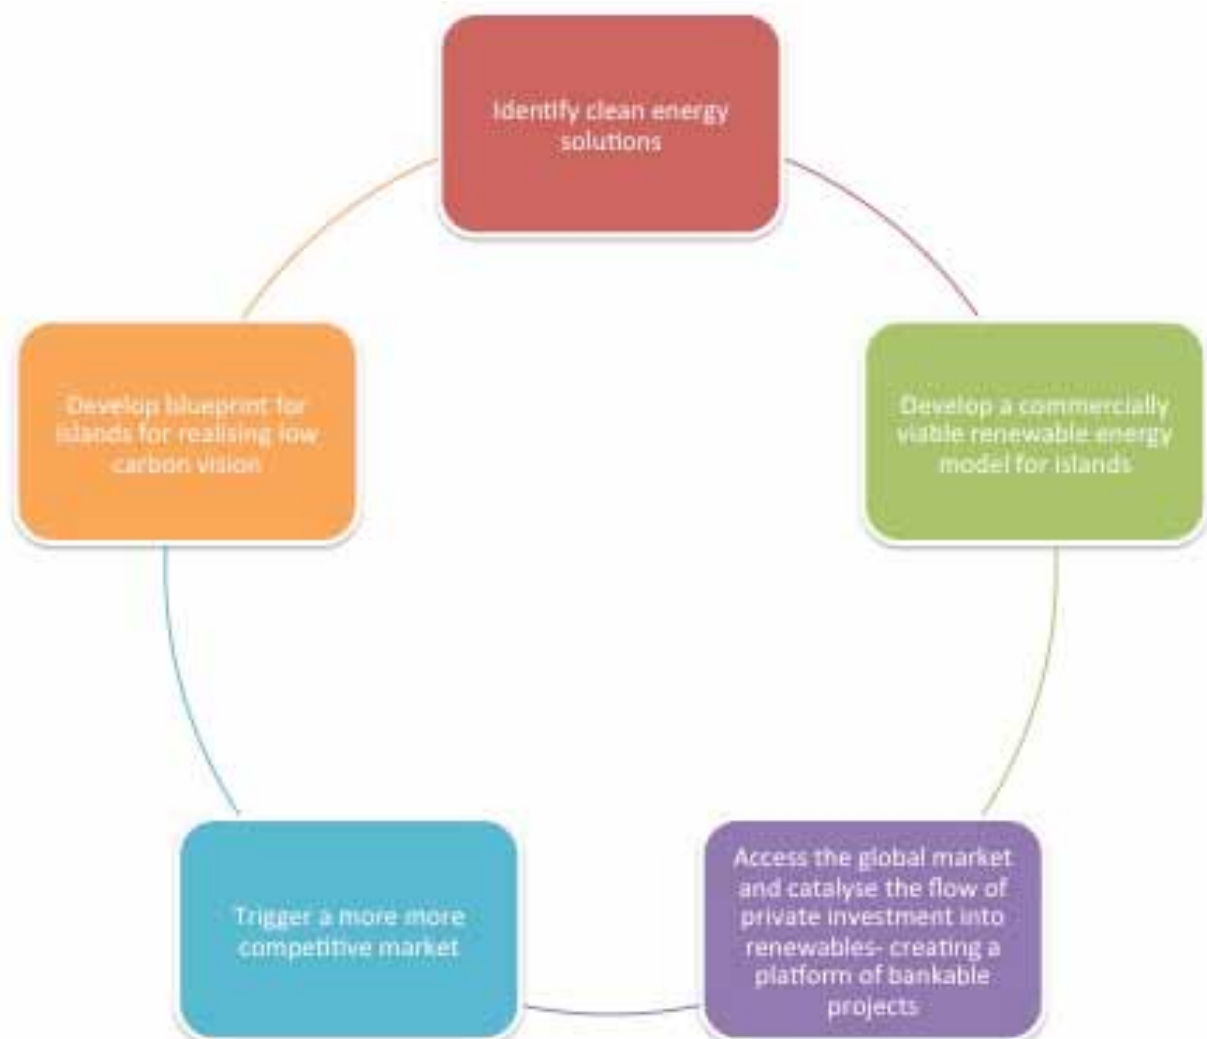 Identify clean energy
solutions
Develop a commercially
viable renewable energy
model for islands
Access the global market
and catalyse the flow of
private investment into
renewables- creating a
platform of bankable
projects
Trigger a more more
competitive market
Develop blueprint for
islands for realising low
carbon vision